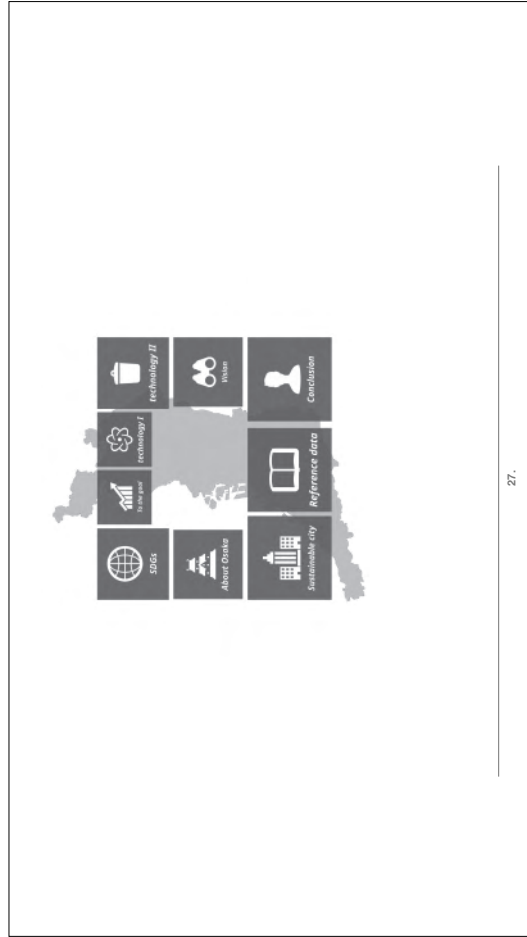 SDGs
To the goal
technology I
technology II
About Osaka
Vision
Sustainable city
Reference data
Conclusion
27.